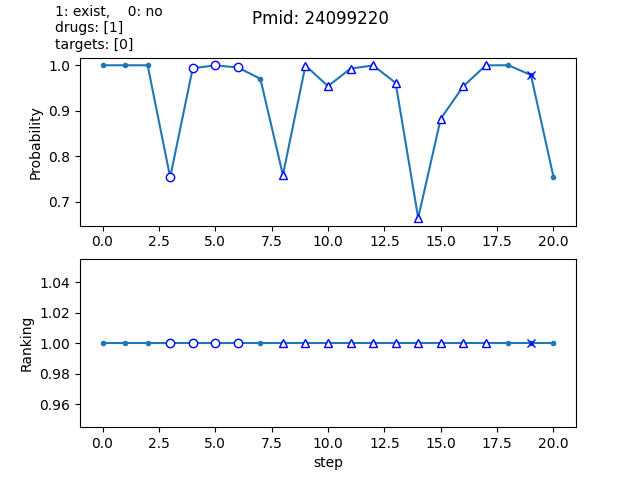 1: exist,    0: no
drugs: [1]
targets: [0]
Pmid: 24099220
1.0
0.9
0.8
0.7
Probability
0.0 2.5 5.0 7.5 10.0 12.5 15.0 17.5 20.0
1.04
1.02
1.00
0.98
0.96
Ranking
0.0 2.5 5.0 7.5 10.0 12.5 15.0 17.5 20.0
step